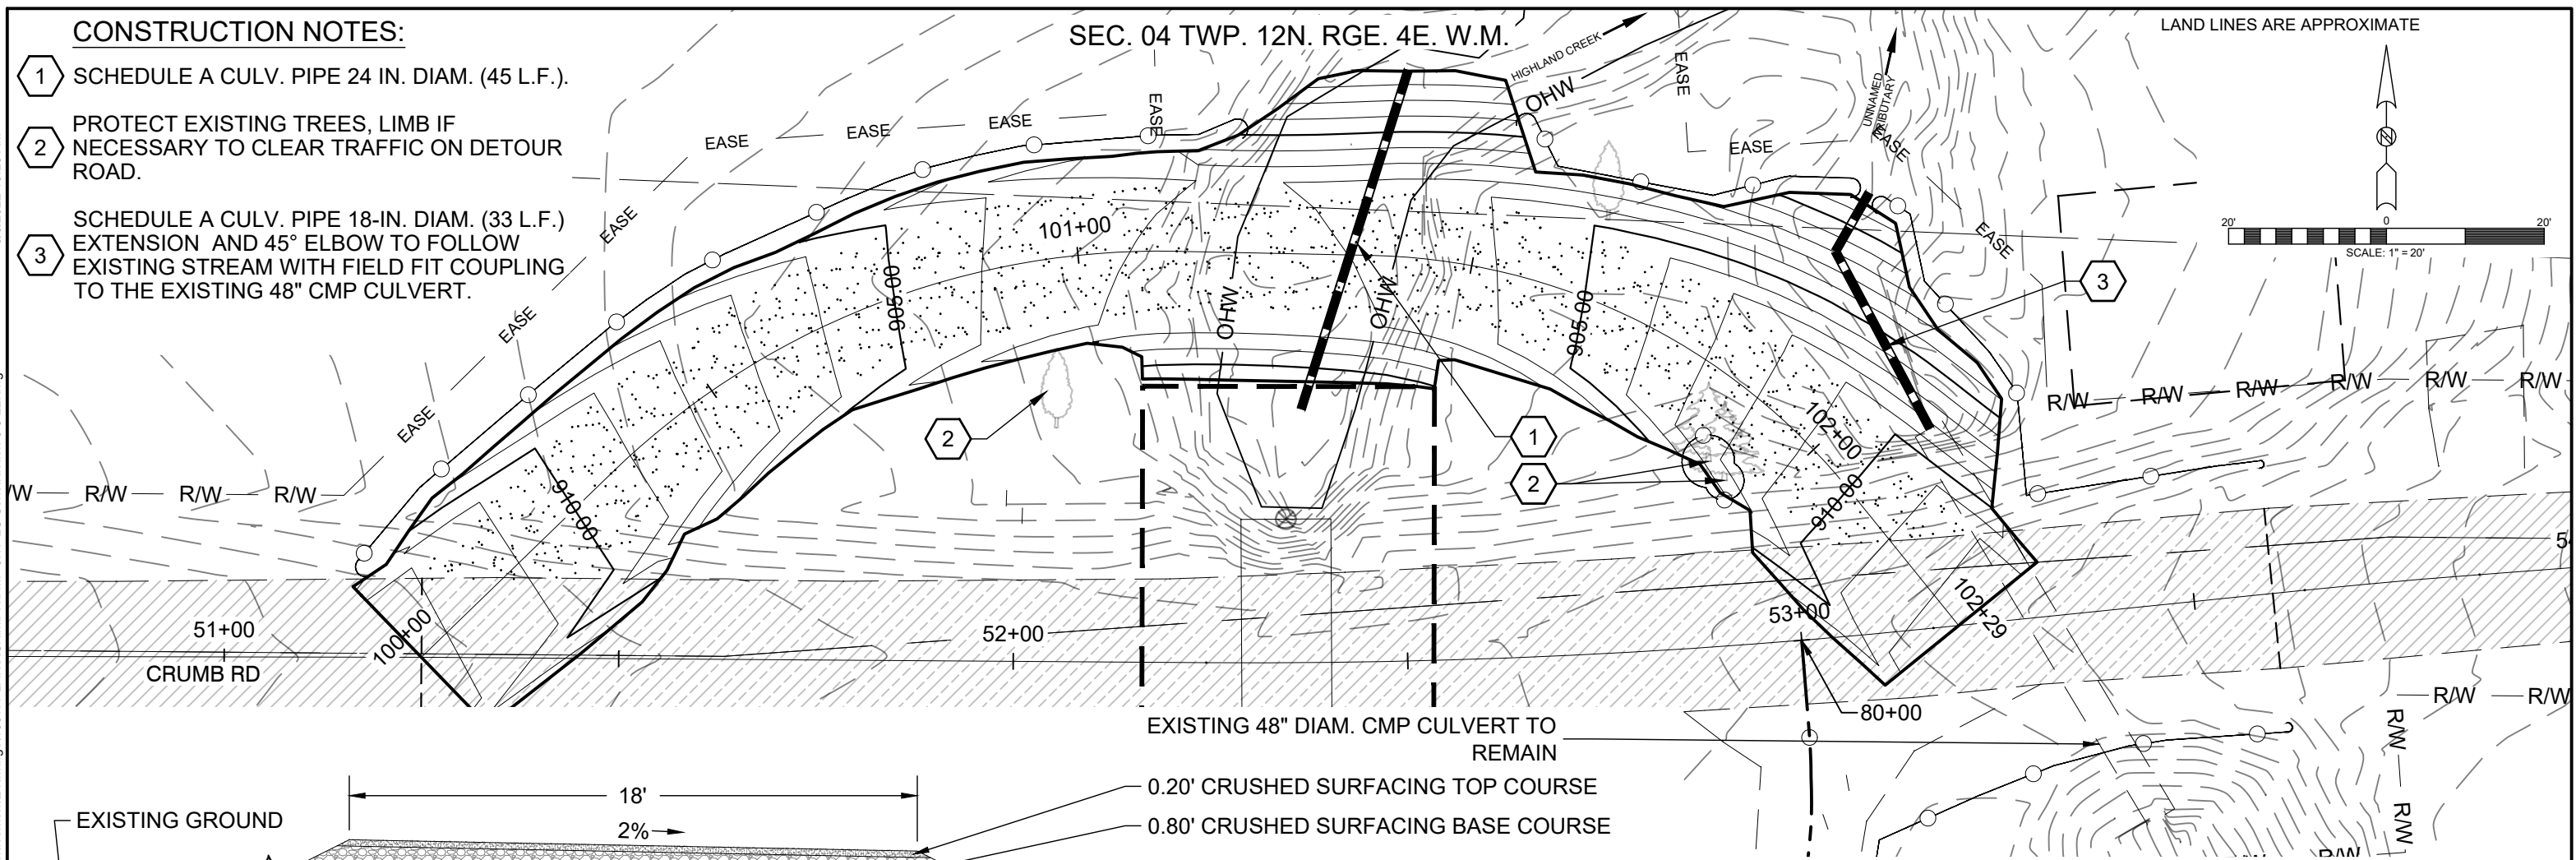 CONSTRUCTION NOTES:
1 SCHEDULE A CULV. PIPE 24 IN. DIAM. (45 L.F.).
PROTECT EXISTING TREES, LIMB IF
2 NECESSARY TO CLEAR TRAFFIC ON DETOUR
ROAD.
SCHEDULE A CULV. PIPE 18-IN. DIAM. (33 L.F.)
EXTENSION AND 45° ELBOW TO FOLLOW
3 EXISTING STREAM WITH FIELD FIT COUPLING
TO THE EXISTING 48" CMP CULVERT.
SEC. 04 TWP. 12N. RGE. 4E. W.M.
LAND LINES ARE APPROXIMATE
N
20' 0 20'
SCALE: 1" = 20'
HIGHLAND CREEK
UNNAMED
TRIBUTARY
OHW
OHW
OHW
EASE
EASE
EASE
EASE
EASE
EASE
EASE
EASE
EASE
EASE
EASE
101+00
905.00
905.00
910.00
910.00
102+00
102+29
100+00
1
2
2
3
R/W
R/W
R/W
R/W
R/W
R/W
R/W
R/W
R/W
R/W
/W
51+00
52+00
53+00
CRUMB RD
80+00
R/W
R/W
R/W
R/W
R/W
EXISTING 48" DIAM. CMP CULVERT TO
REMAIN
0.20' CRUSHED SURFACING TOP COURSE
0.80' CRUSHED SURFACING BASE COURSE
18'
2%
EXISTING GROUND